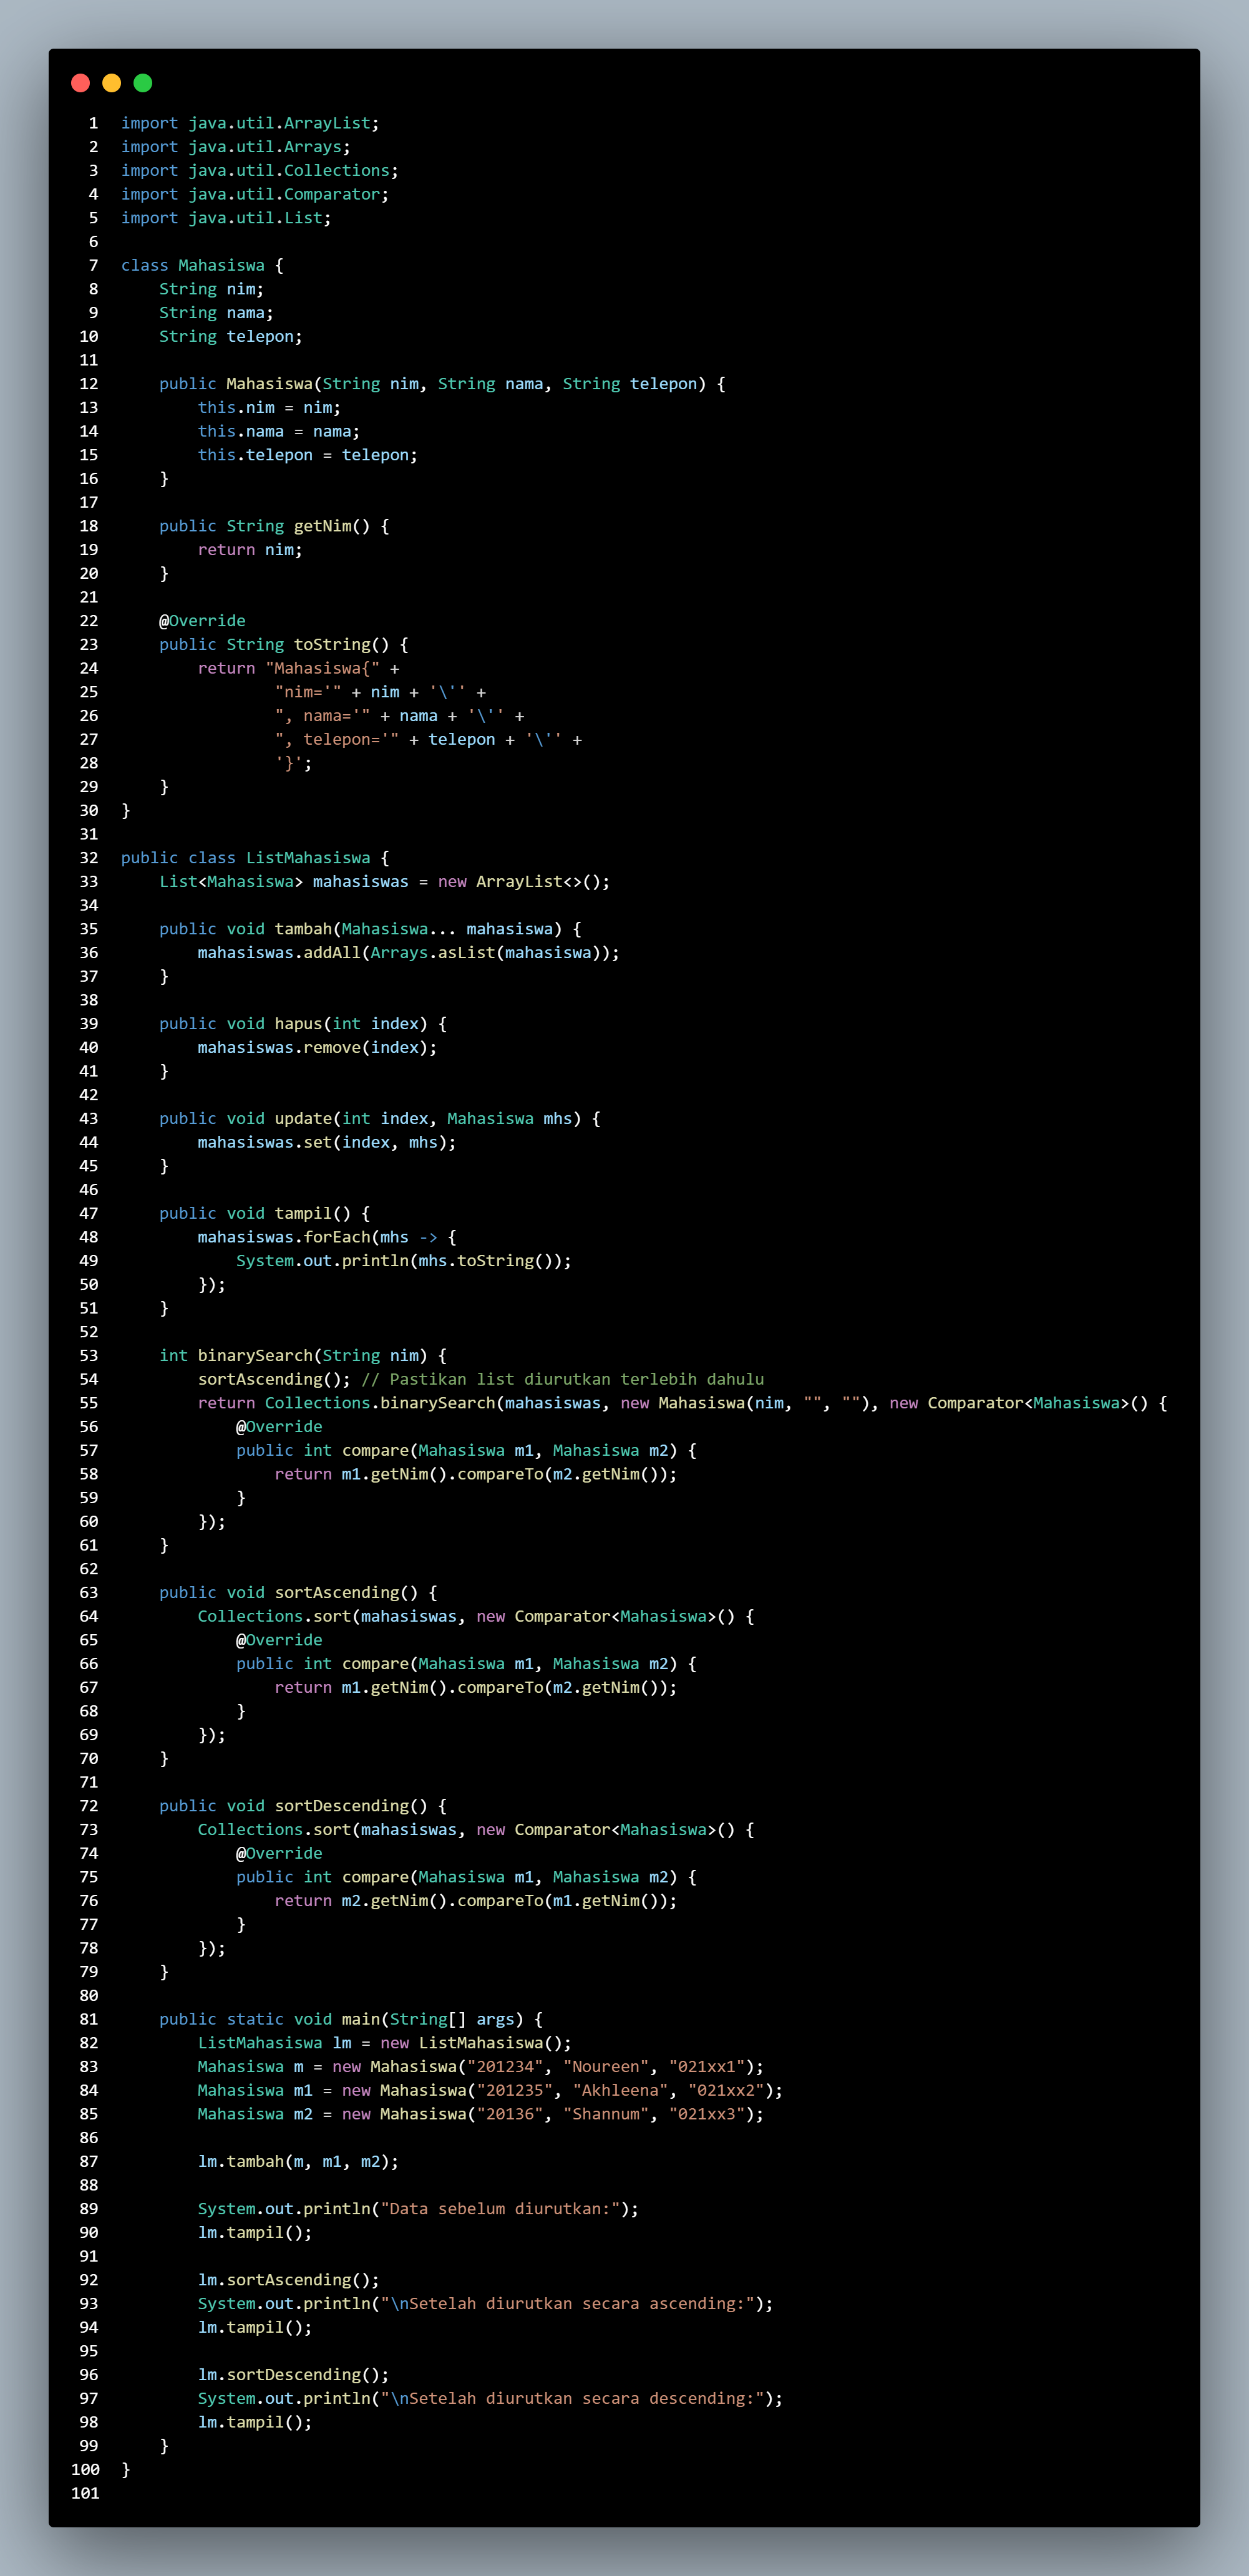 1 import java.util.ArrayList;
2 import java.util.Arrays;
3 import java.util.Collections;
4 import java.util.Comparator;
5 import java.util.List;
6
7 class Mahasiswa {
8     String nim;
9     String nama;
10     String telepon;
11
12     public Mahasiswa(String nim, String nama, String telepon) {
13         this.nim = nim;
14         this.nama = nama;
15         this.telepon = telepon;
16     }
17
18     public String getNim() {
19         return nim;
20     }
21
22     @Override
23     public String toString() {
24         return "Mahasiswa{" +
25                 "nim='" + nim + '\'' +
26                 ", nama='" + nama + '\'' +
27                 ", telepon='" + telepon + '\'' +
28                 '}';
29     }
30 }
31
32 public class ListMahasiswa {
33     List<Mahasiswa> mahasiswas = new ArrayList<>();
34
35     public void tambah(Mahasiswa... mahasiswa) {
36         mahasiswas.addAll(Arrays.asList(mahasiswa));
37     }
38
39     public void hapus(int index) {
40         mahasiswas.remove(index);
41     }
42
43     public void update(int index, Mahasiswa mhs) {
44         mahasiswas.set(index, mhs);
45     }
46
47     public void tampil() {
48         mahasiswas.forEach(mhs -> {
49             System.out.println(mhs.toString());
50         });
51     }
52
53     int binarySearch(String nim) {
54         sortAscending(); // Pastikan list diurutkan terlebih dahulu
55         return Collections.binarySearch(mahasiswas, new Mahasiswa(nim, "", ""), new Comparator<Mahasiswa>() {
56             @Override
57             public int compare(Mahasiswa m1, Mahasiswa m2) {
58                 return m1.getNim().compareTo(m2.getNim());
59             }
60         });
61     }
62
63     public void sortAscending() {
64         Collections.sort(mahasiswas, new Comparator<Mahasiswa>() {
65             @Override
66             public int compare(Mahasiswa m1, Mahasiswa m2) {
67                 return m1.getNim().compareTo(m2.getNim());
68             }
69         });
70     }
71
72     public void sortDescending() {
73         Collections.sort(mahasiswas, new Comparator<Mahasiswa>() {
74             @Override
75             public int compare(Mahasiswa m1, Mahasiswa m2) {
76                 return m2.getNim().compareTo(m1.getNim());
77             }
78         });
79     }
80
81     public static void main(String[] args) {
82         ListMahasiswa lm = new ListMahasiswa();
83         Mahasiswa m = new Mahasiswa("201234", "Noureen", "021xx1");
84         Mahasiswa m1 = new Mahasiswa("201235", "Akhleena", "021xx2");
85         Mahasiswa m2 = new Mahasiswa("20136", "Shannum", "021xx3");
86
87         lm.tambah(m, m1, m2);
88
89         System.out.println("Data sebelum diurutkan:");
90         lm.tampil();
91
92         lm.sortAscending();
93         System.out.println("\nSetelah diurutkan secara ascending:");
94         lm.tampil();
95
96         lm.sortDescending();
97         System.out.println("\nSetelah diurutkan secara descending:");
98         lm.tampil();
99     }
100 }
101